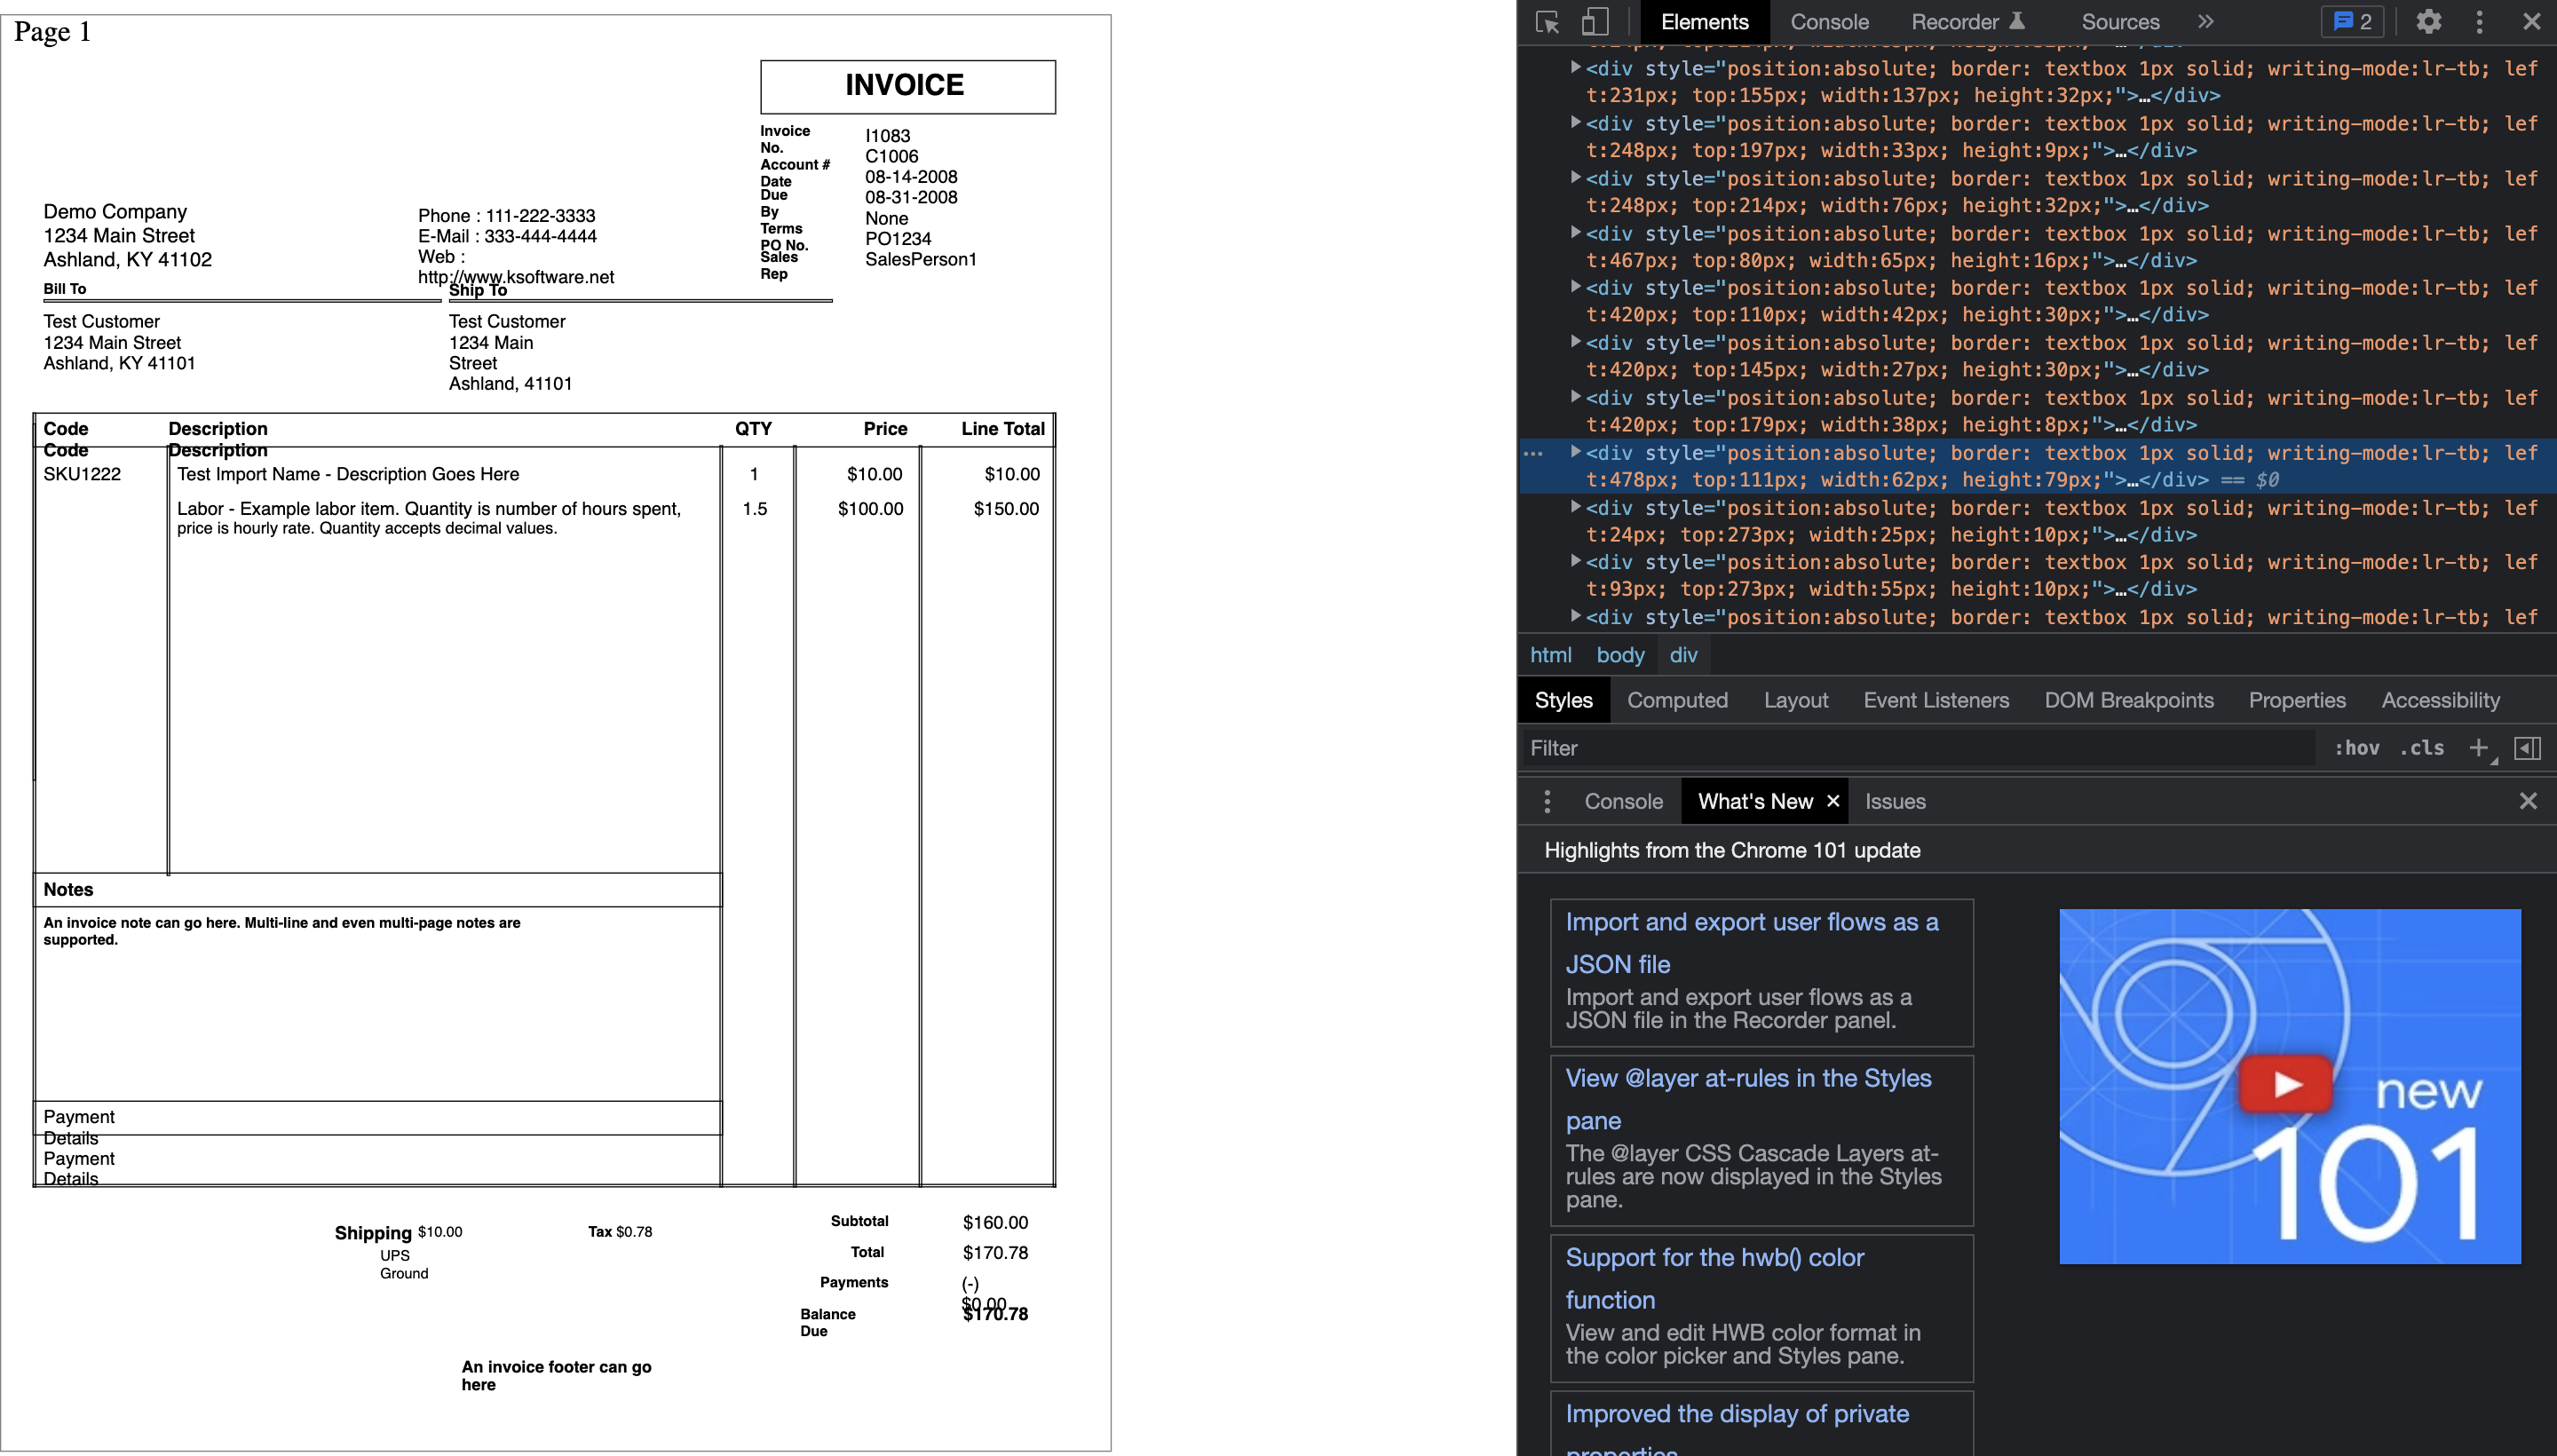 Page 1
INVOICE
Invoice
No.
Account #
Date
Due
By
Terms
PO No.
Sales
Rep
I1083
C1006
08-14-2008
08-31-2008
None
PO1234
SalesPerson1
Demo Company
1234 Main Street
Ashland, KY 41102
Phone : 111-222-3333
E-Mail : 333-444-4444
Web :
http://www.ksoftware.net
Bill To
Ship To
Test Customer
1234 Main Street
Ashland, KY 41101
Test Customer
1234 Main
Street
Ashland, 41101
Code Description QTY Price Line Total
Code Description
SKU1222 Test Import Name - Description Goes Here 1 $10.00 $10.00
Labor - Example labor item. Quantity is number of hours spent, 1.5 $100.00 $150.00
price is hourly rate. Quantity accepts decimal values.
Notes
An invoice note can go here. Multi-line and even multi-page notes are
supported.
Payment
Details
Payment
Details
Shipping $10.00 Tax $0.78
UPS
Ground
Subtotal $160.00
Total $170.78
Payments (-)
$0.00
Balance $170.78
Due
An invoice footer can go
here
Elements Console Recorder Sources » 2
<div style="position:absolute; border: textbox 1px solid; writing-mode:lr-tb; lef
t:231px; top:155px; width:137px; height:32px;">…</div>
<div style="position:absolute; border: textbox 1px solid; writing-mode:lr-tb; lef
t:248px; top:197px; width:33px; height:9px;">…</div>
<div style="position:absolute; border: textbox 1px solid; writing-mode:lr-tb; lef
t:248px; top:214px; width:76px; height:32px;">…</div>
<div style="position:absolute; border: textbox 1px solid; writing-mode:lr-tb; lef
t:467px; top:80px; width:65px; height:16px;">…</div>
<div style="position:absolute; border: textbox 1px solid; writing-mode:lr-tb; lef
t:420px; top:110px; width:42px; height:30px;">…</div>
<div style="position:absolute; border: textbox 1px solid; writing-mode:lr-tb; lef
t:420px; top:145px; width:27px; height:30px;">…</div>
<div style="position:absolute; border: textbox 1px solid; writing-mode:lr-tb; lef
t:420px; top:179px; width:38px; height:8px;">…</div>
<div style="position:absolute; border: textbox 1px solid; writing-mode:lr-tb; lef
t:478px; top:111px; width:62px; height:79px;">…</div> == $0
<div style="position:absolute; border: textbox 1px solid; writing-mode:lr-tb; lef
t:24px; top:273px; width:25px; height:10px;">…</div>
<div style="position:absolute; border: textbox 1px solid; writing-mode:lr-tb; lef
t:93px; top:273px; width:55px; height:10px;">…</div>
<div style="position:absolute; border: textbox 1px solid; writing-mode:lr-tb; lef
html body div
Styles Computed Layout Event Listeners DOM Breakpoints Properties Accessibility
Filter :hov .cls +
Console What's New × Issues
Highlights from the Chrome 101 update
Import and export user flows as a
JSON file
Import and export user flows as a
JSON file in the Recorder panel.
View @layer at-rules in the Styles
pane
The @layer CSS Cascade Layers at-
rules are now displayed in the Styles
pane.
Support for the hwb() color
function
View and edit HWB color format in
the color picker and Styles pane.
Improved the display of private
properties
new
101